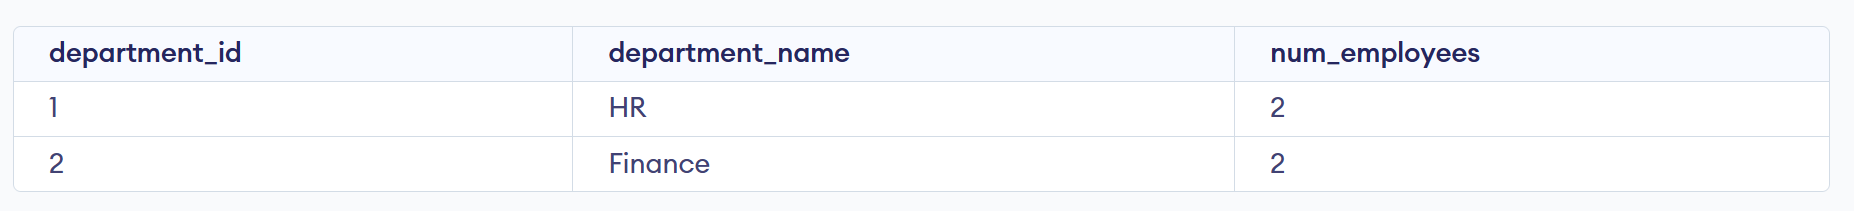 department_id department_name num_employees
1 HR 2
2 Finance 2